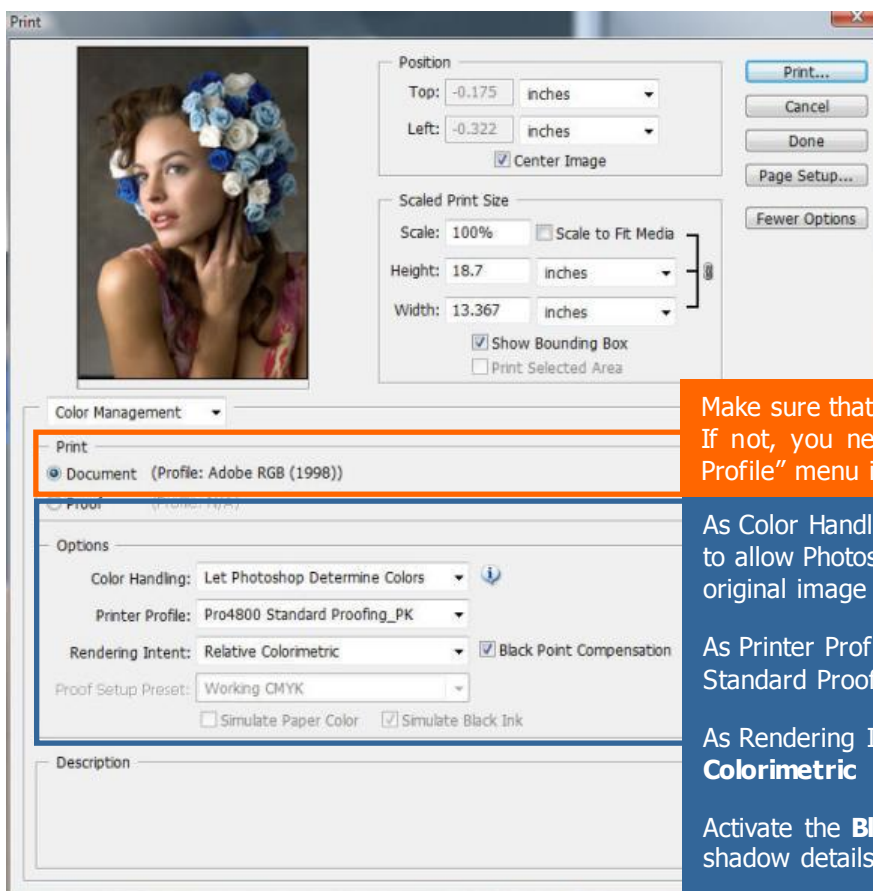 Print
Position
Top: -0.175 inches
Left: -0.322 inches
Center Image
Print...
Cancel
Done
Page Setup...
Fewer Options
Scaled Print Size
Scale: 100% Scale to Fit Media
Height: 18.7 inches
Width: 13.367 inches
Show Bounding Box
Print Selected Area
Color Management
Print
Document (Profile: Adobe RGB (1998))
Proof (Profile: N/A)
Options
Color Handling: Let Photoshop Determine Colors
Printer Profile: Pro4800 Standard Proofing_PK
Rendering Intent: Relative Colorimetric Black Point Compensation
Proof Setup Preset: Working CMYK
Simulate Paper Color Simulate Black Ink
Description
Make sure that
If not, you ne
Profile” menu i
As Color Handl
to allow Photos
original image
As Printer Prof
Standard Proof
As Rendering I
Colorimetric
Activate the Bl
shadow details